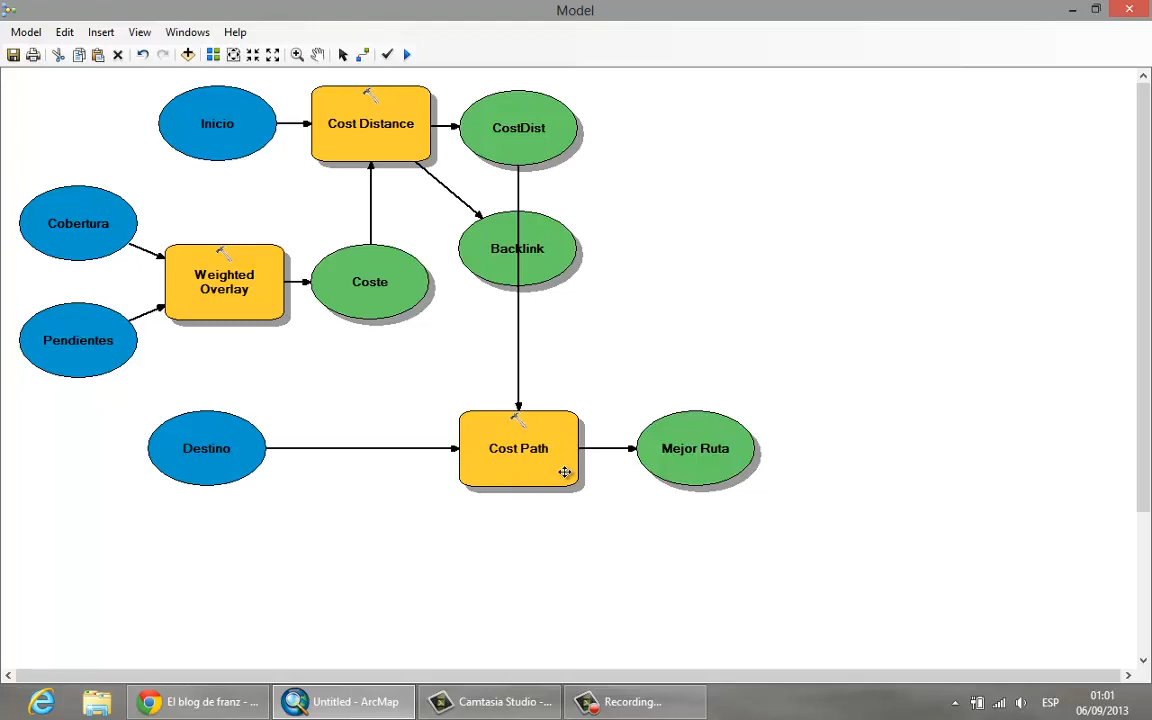 Model
Model Edit Insert View Windows Help
Inicio
Cost Distance
CostDist
Cobertura
Backlink
Weighted
Overlay
Coste
Pendientes
Destino
Cost Path
Mejor Ruta
El blog de franz - ...
Untitled - ArcMap
Camtasia Studio -...
Recording...
ESP
01:01
06/09/2013